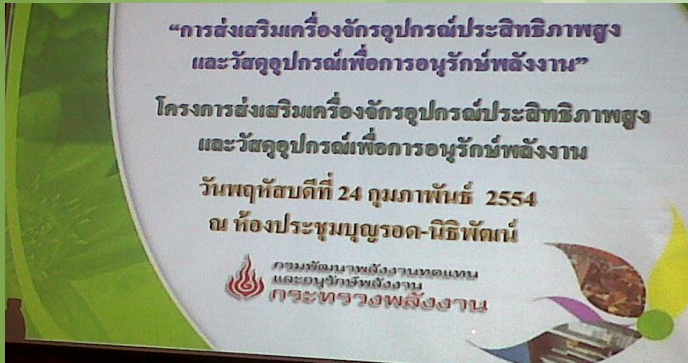 “การส่งเสริมเครื่องจักรอุปกรณ์ประสิทธิภาพสูง
และวัสดุอุปกรณ์เพื่อการอนุรักษ์พลังงาน”
โครงการส่งเสริมเครื่องจักรอุปกรณ์ประสิทธิภาพสูง
และวัสดุอุปกรณ์เพื่อการอนุรักษ์พลังงาน
วันพฤหัสบดีที่ 24 กุมภาพันธ์ 2554
ณ ห้องประชุมบุญรอด-นิธิพัฒน์
กรมพัฒนาพลังงานทดแทน
และอนุรักษ์พลังงาน
กระทรวงพลังงาน